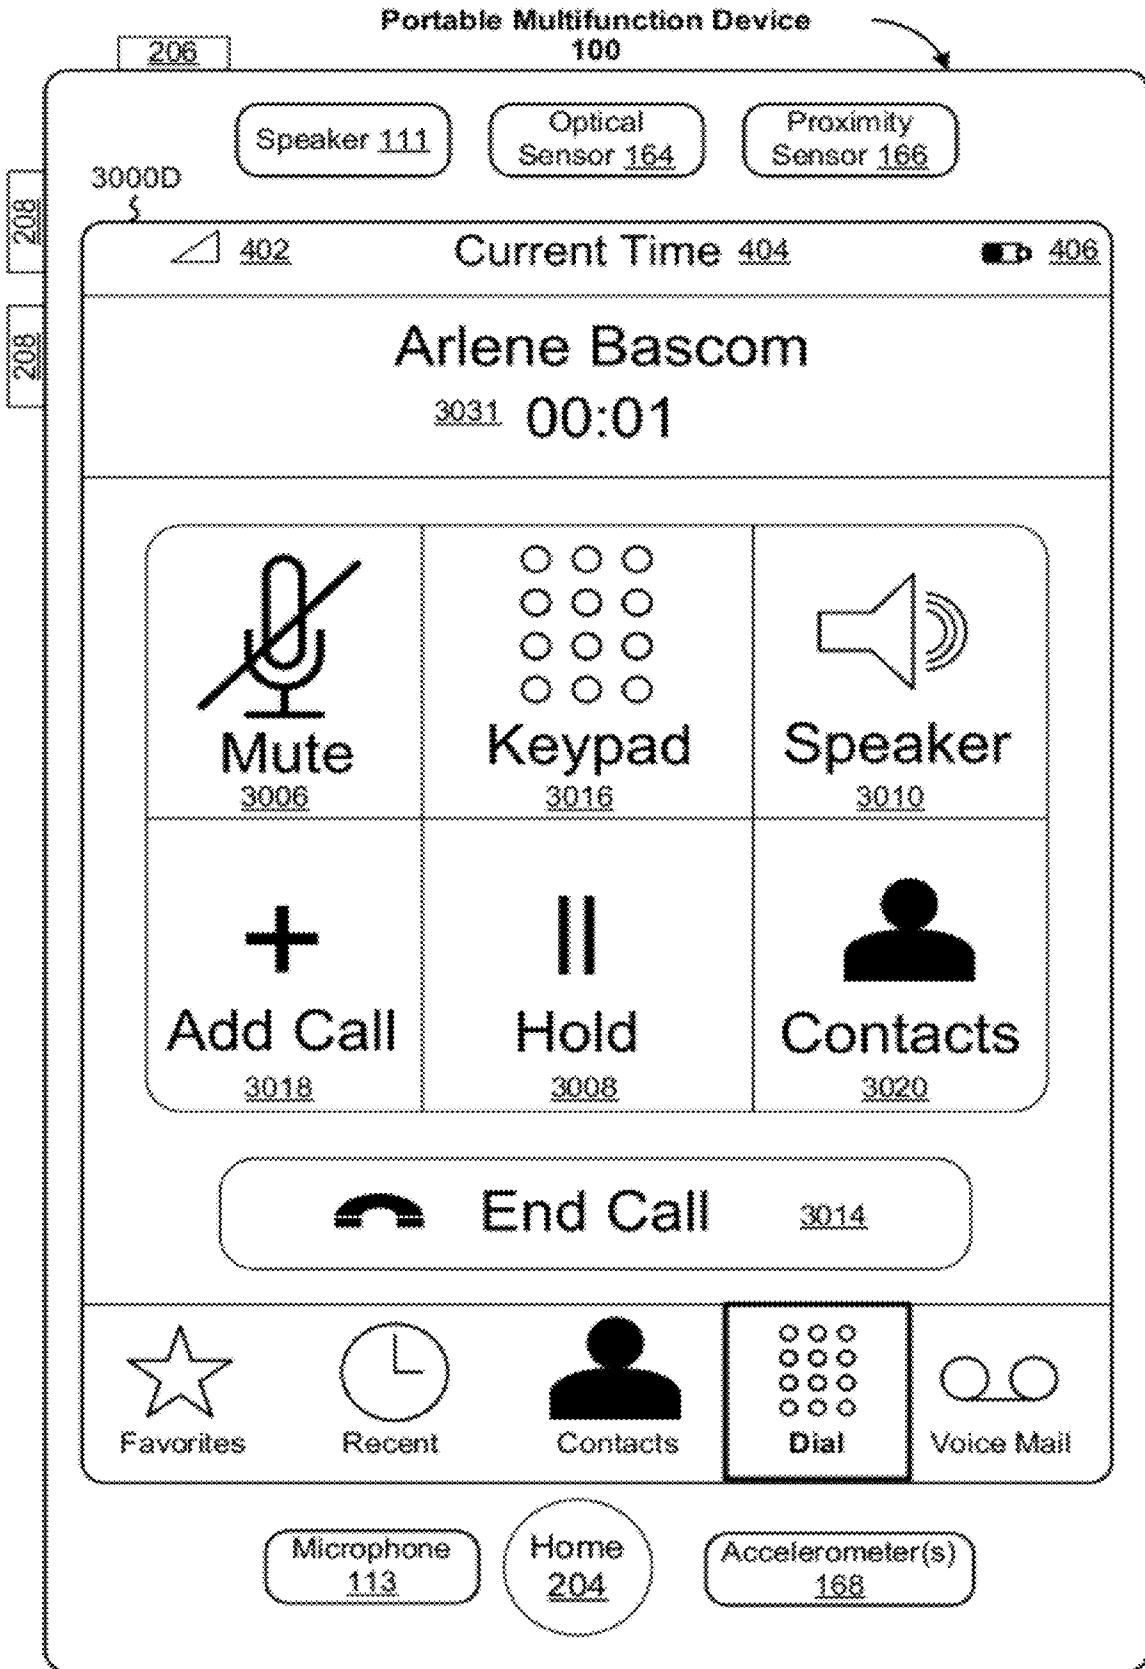 Portable Multifunction Device
100
206
Speaker 111
Optical
Sensor 164
Proximity
Sensor 166
3000D
208
208
402
Current Time 404
406
Arlene Bascom
3031 00:01
Mute
3006
Keypad
3016
Speaker
3010
Add Call
3018
Hold
3008
Contacts
3020
End Call 3014
Favorites
Recent
Contacts
Dial
Voice Mail
Microphone
113
Home
204
Accelerometer(s)
168